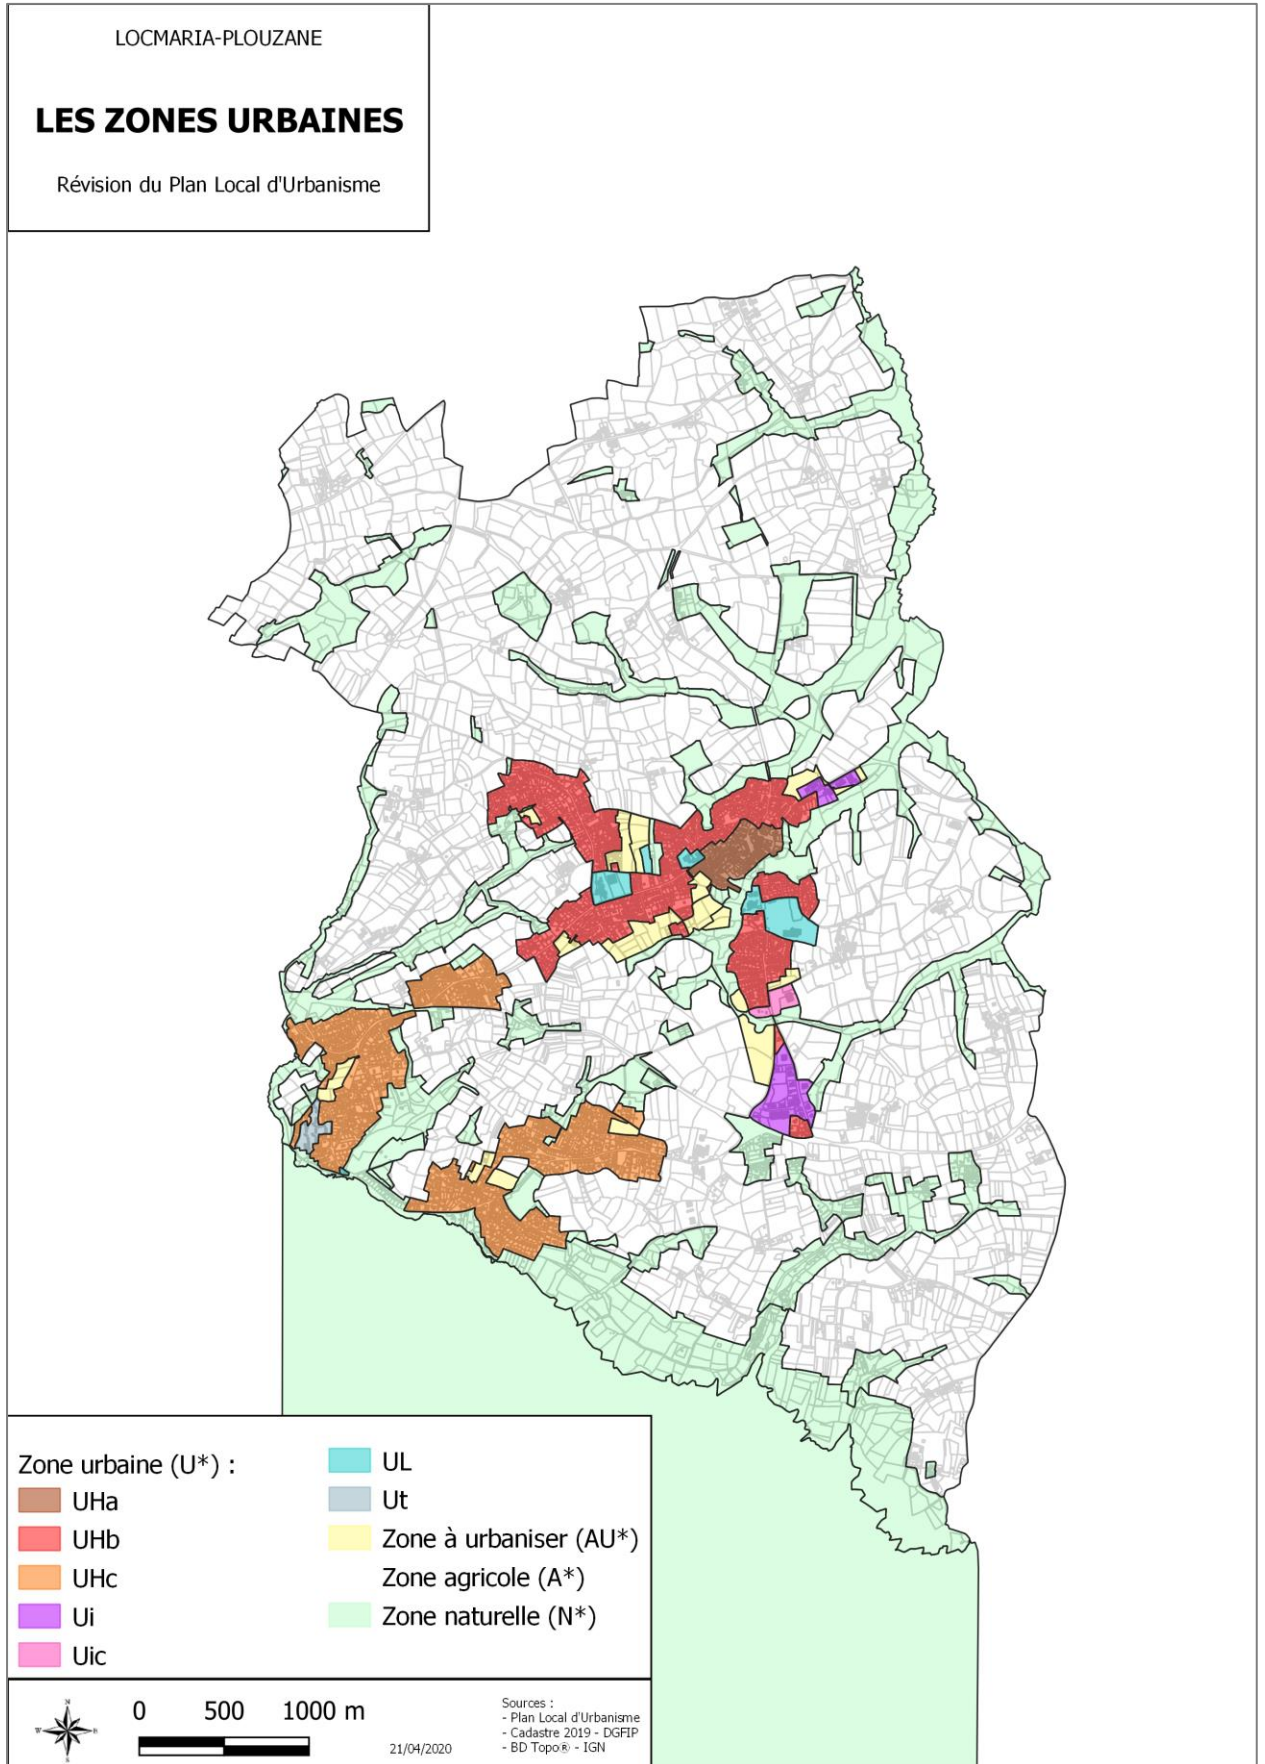 LOCMARIA-PLOUZANE
LES ZONES URBAINES
Révision du Plan Local d'Urbanisme
Zone urbaine (U*) :
UHa
UHb
UHc
Ui
Uic
UL
Ut
Zone à urbaniser (AU*)
Zone agricole (A*)
Zone naturelle (N*)
N
W E
S
0 500 1000 m
21/04/2020
Sources :
- Plan Local d'Urbanisme
- Cadastre 2019 - DGFIP
- BD Topo® - IGN